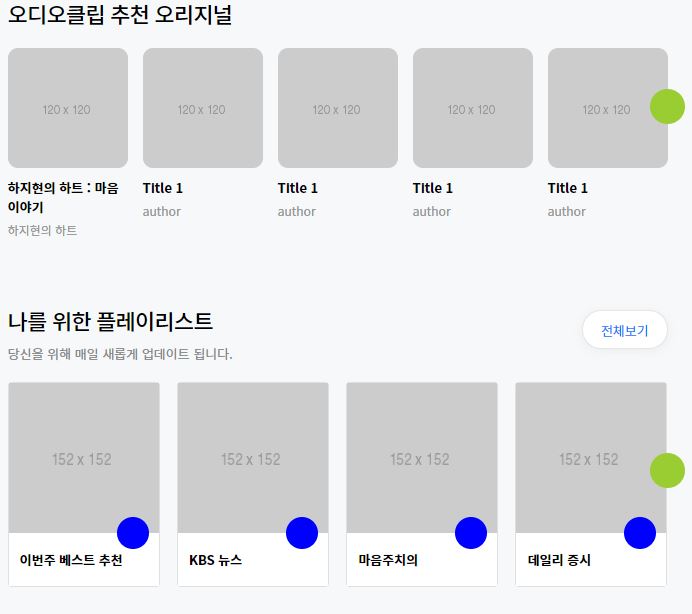 오디오클립 추천 오리지널
120 x 120
120 x 120
120 x 120
120 x 120
120 x 120
하지현의 하트 : 마음
이야기
하지현의 하트
TItle 1
author
TItle 1
author
TItle 1
author
TItle 1
author
나를 위한 플레이리스트
당신을 위해 매일 새롭게 업데이트 됩니다.
전체보기
152 x 152
152 x 152
152 x 152
152 x 152
이번주 베스트 추천
KBS 뉴스
마음주치의
데일리 증시